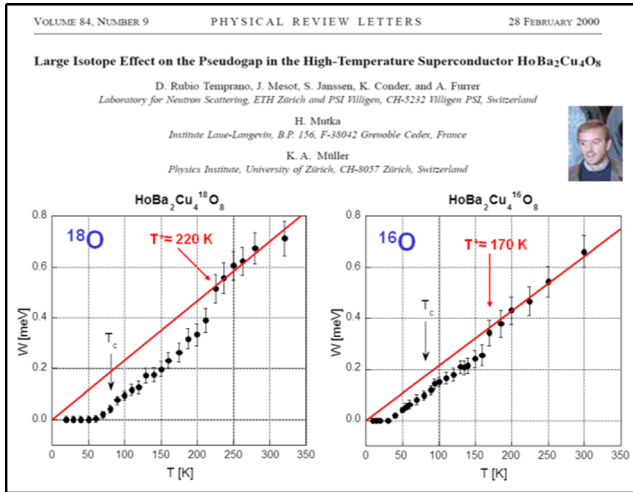 VOLUME 84, NUMBER 9 PHYSICAL REVIEW LETTERS 28 FEBRUARY 2000
Large Isotope Effect on the Pseudogap in the High-Temperature Superconductor HoBa₂Cu₄O₈
D. Rubio Temprano, J. Mesot, S. Janssen, K. Conder, and A. Furrer
Laboratory for Neutron Scattering, ETH Zürich and PSI Villigen, CH-5232 Villigen PSI, Switzerland
H. Mutka
Institute Laue-Langevin, B.P. 156, F-38042 Grenoble Cedex, France
K. A. Müller
Physics Institute, University of Zürich, CH-8057 Zürich, Switzerland
HoBa₂Cu₄¹⁸O₈
¹⁸O
T*≈ 220 K
T꜀
W [meV]
0.8
0.6
0.4
0.2
0.0
0 50 100 150 200 250 300 350
T [K]
HoBa₂Cu₄¹⁶O₈
¹⁶O
T*≈ 170 K
T꜀
W [meV]
0.8
0.6
0.4
0.2
0.0
0 50 100 150 200 250 300 350
T [K]